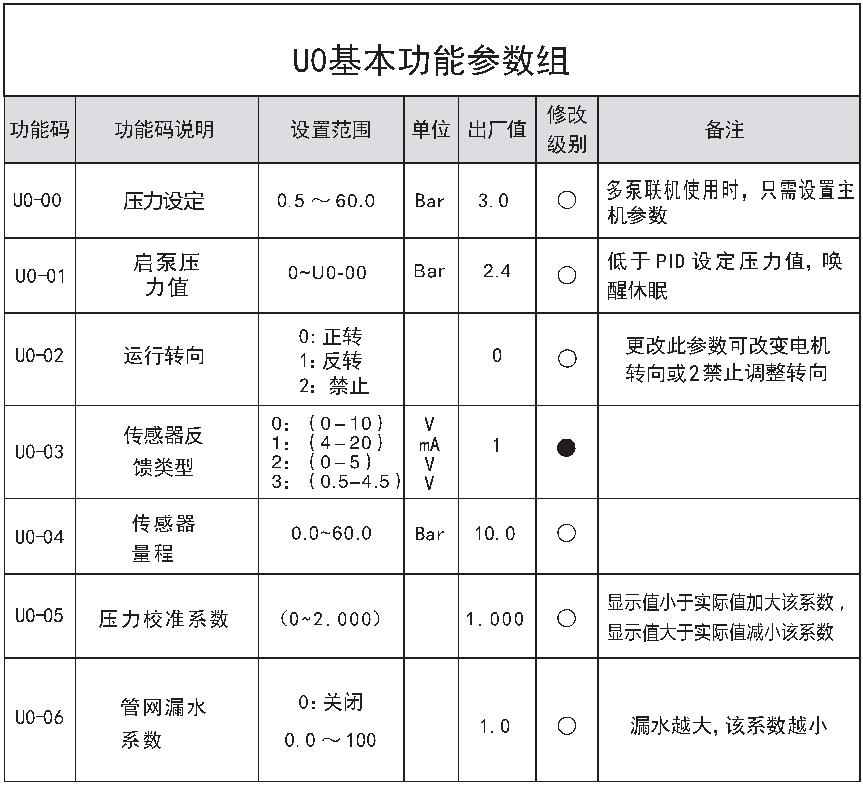 U0基本功能参数组
功能码 功能码说明 设置范围 单位 出厂值 修改级别 备注
U0-00 压力设定 0.5～60.0 Bar 3.0 ○ 多泵联机使用时，只需设置主
机参数
U0-01 启泵压 0~U0-00 Bar 2.4 ○ 低于PID设定压力值，唤
力值 醒休眠
U0-02 运行转向 0：正转 0 ○ 更改此参数可改变电机
1：反转 转向或2禁止调整转向
2：禁止
U0-03 传感器反 0：(0-10) V 1 ●
馈类型 1：(4-20) mA
2：(0-5) V
3：(0.5-4.5) V
U0-04 传感器 0.0~60.0 Bar 10.0 ○
量程
U0-05 压力校准系数 (0~2.000) 1.000 ○ 显示值小于实际值加大该系数，
显示值大于实际值减小该系数
U0-06 管网漏水 0：关闭 1.0 ○ 漏水越大，该系数越小
系数 0.0～100